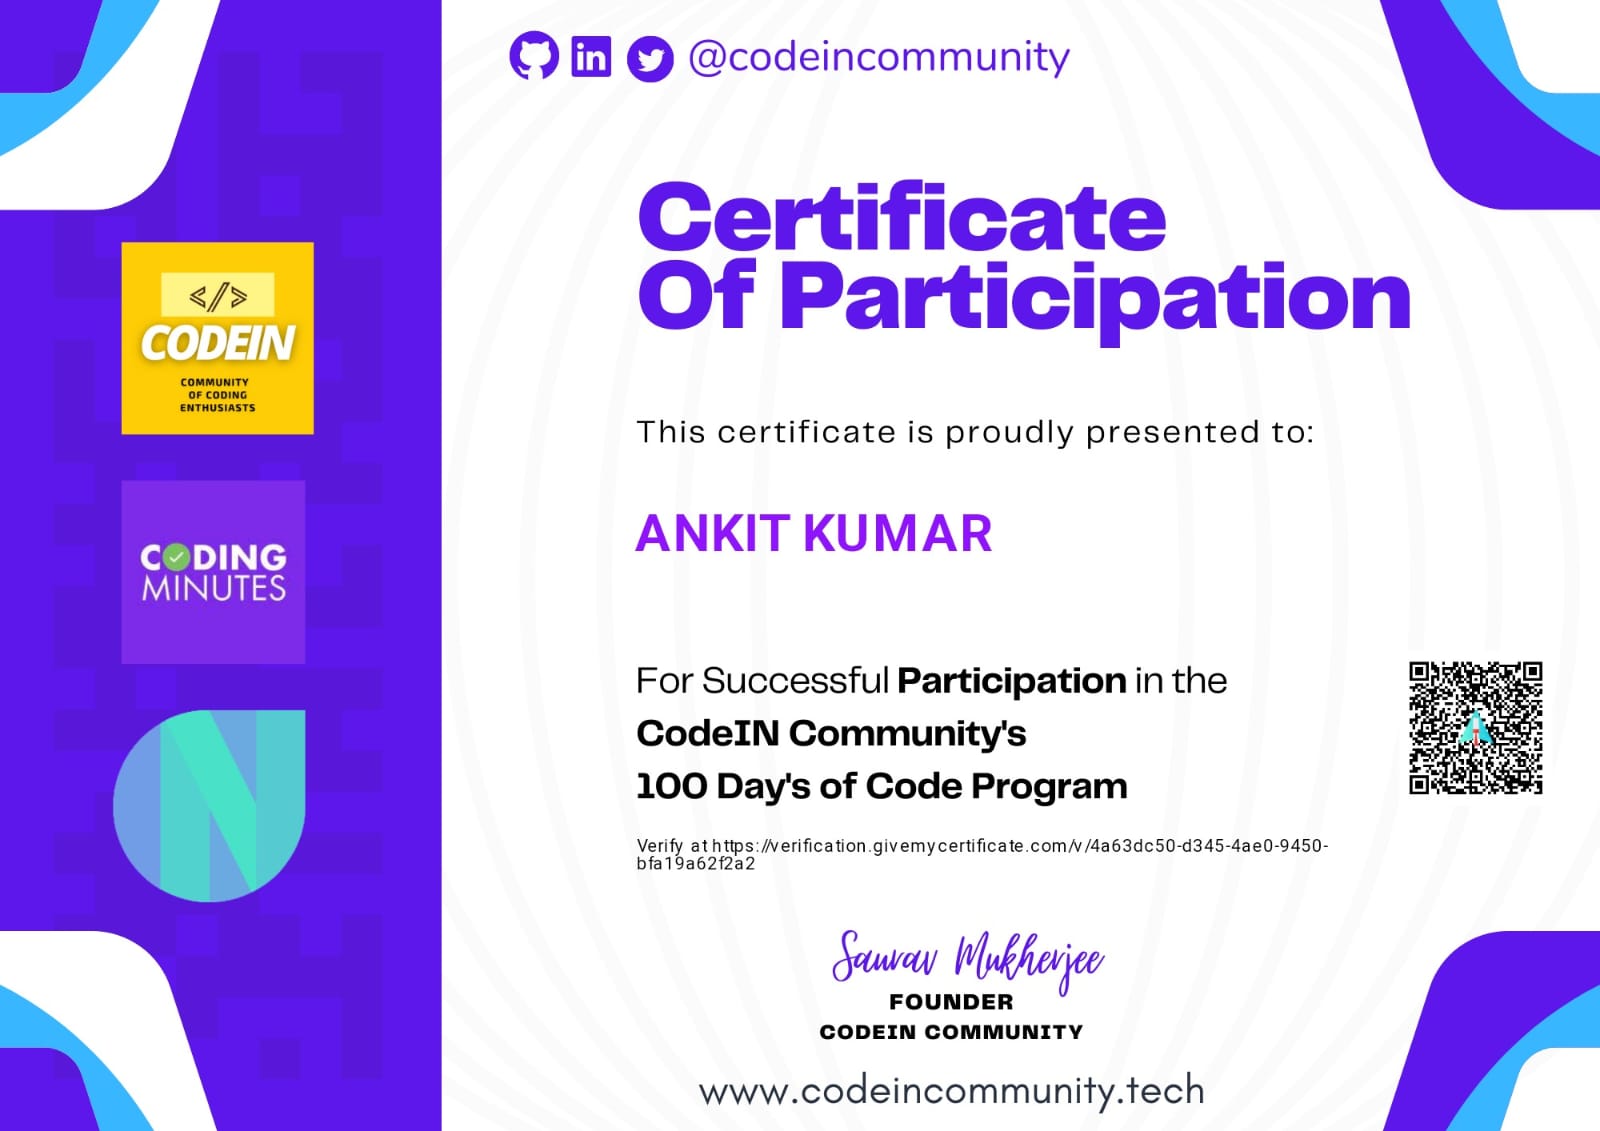 @codeincommunity
Certificate
Of Participation
This certificate is proudly presented to:
ANKIT KUMAR
For Successful Participation in the
CodeIN Community's
100 Day's of Code Program
Verify at https://verification.givemycertificate.com/v/4a63dc50-d345-4ae0-9450-
bfa19a62f2a2
Saurav Mukherjee
FOUNDER
CODEIN COMMUNITY
www.codeincommunity.tech
</>
CODEIN
COMMUNITY
OF CODING
ENTHUSIASTS
CODING
MINUTES
N